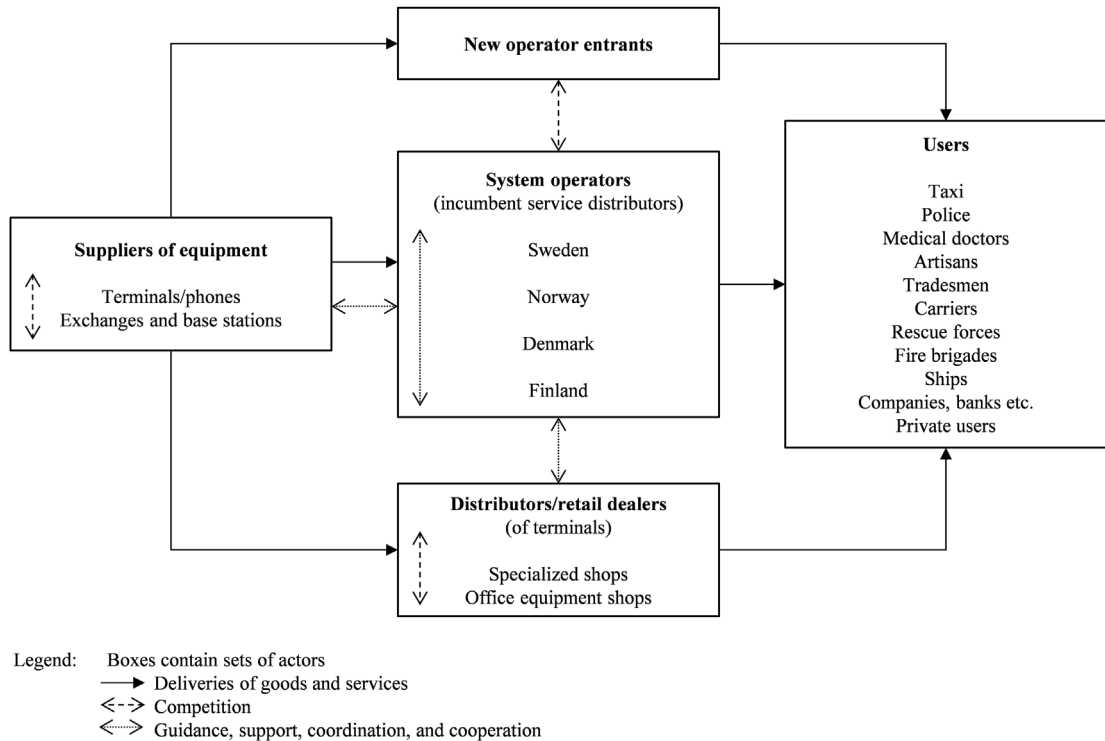 New operator entrants
System operators
(incumbent service distributors)
Sweden
Norway
Denmark
Finland
Suppliers of equipment
Terminals/phones
Exchanges and base stations
Distributors/retail dealers
(of terminals)
Specialized shops
Office equipment shops
Users
Taxi
Police
Medical doctors
Artisans
Tradesmen
Carriers
Rescue forces
Fire brigades
Ships
Companies, banks etc.
Private users
Legend: Boxes contain sets of actors
Deliveries of goods and services
Competition
Guidance, support, coordination, and cooperation